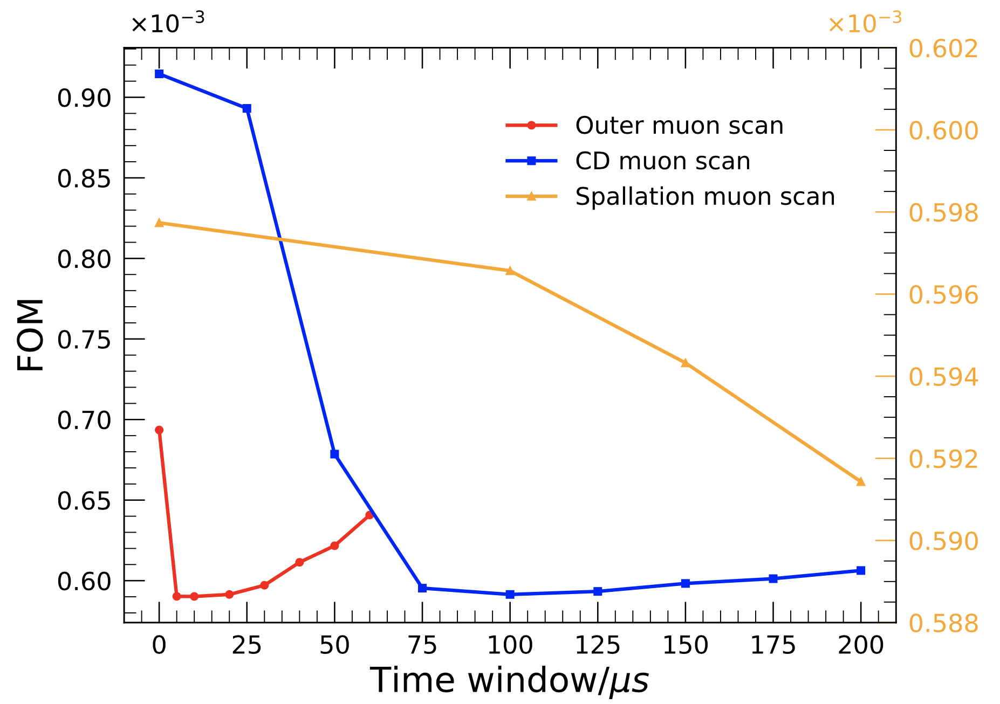 ×10⁻³
×10⁻³
0.90
0.85
0.80
0.75
0.70
0.65
0.60
FOM
Outer muon scan
CD muon scan
Spallation muon scan
0.602
0.600
0.598
0.596
0.594
0.592
0.590
0.588
0 25 50 75 100 125 150 175 200
Time window/μs